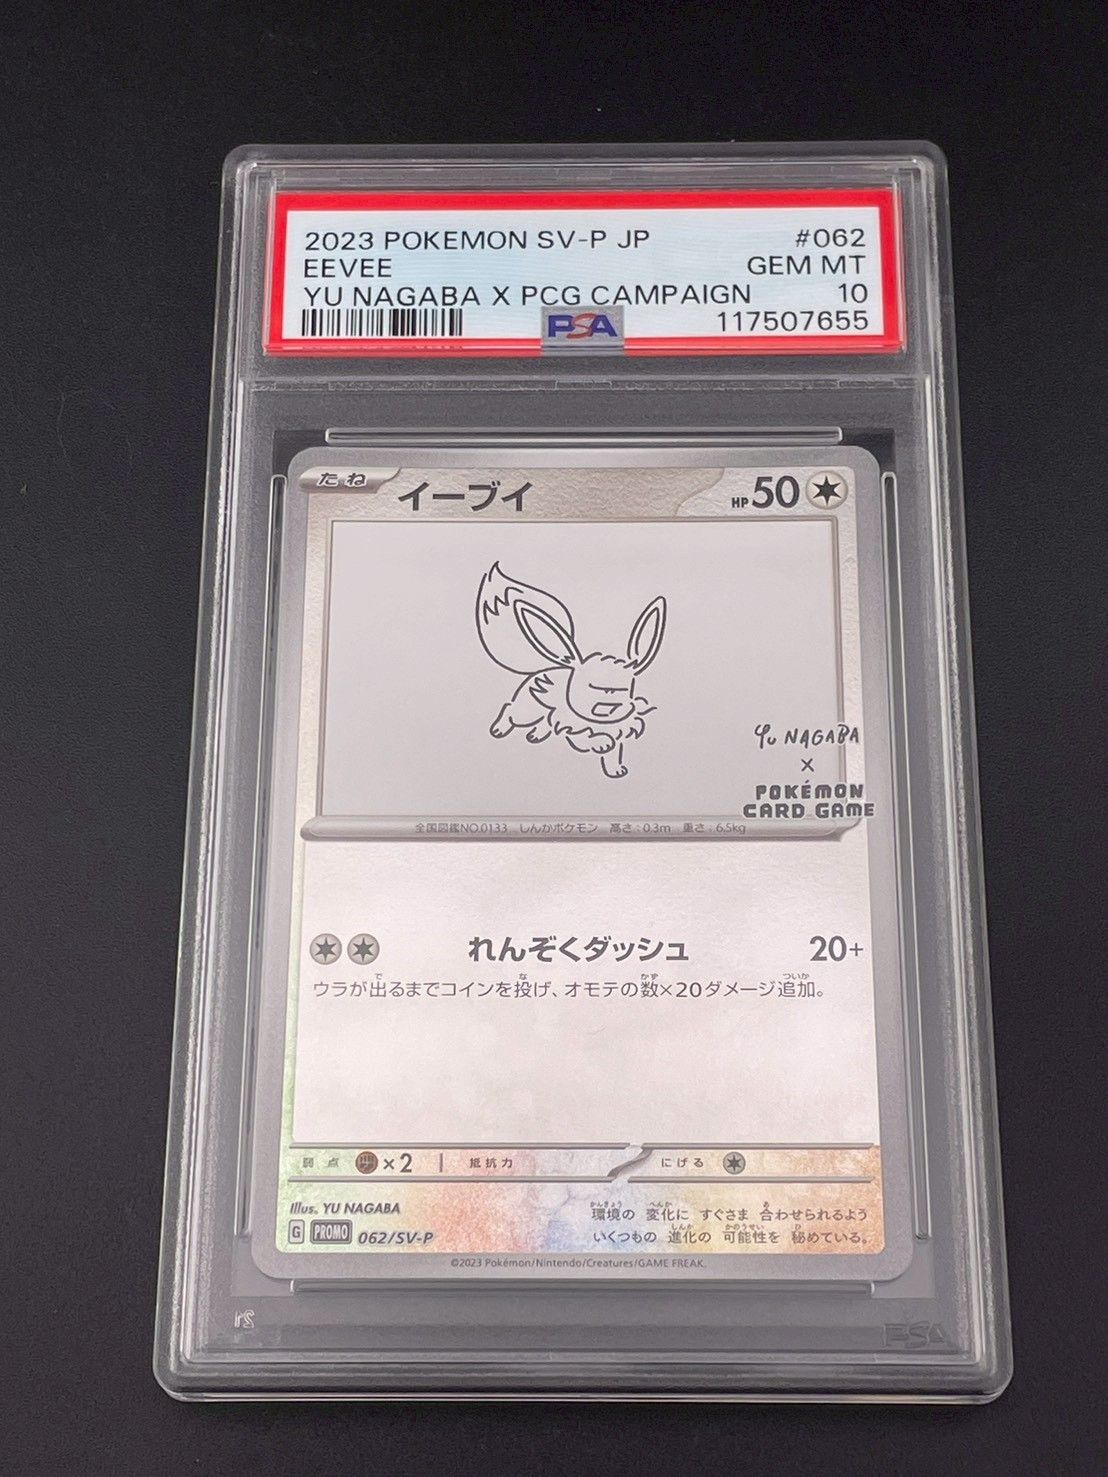 2023 POKEMON SV-P JP #062
EEVEE GEM MT
YU NAGABA X PCG CAMPAIGN 10
PSA 117507655
たね イーブイ HP50
Yu NAGABA
×
POKÉMON
CARD GAME
全国図鑑NO.0133 しんかポケモン 高さ:0.3m 重さ:6.5kg
れんぞくダッシュ 20+
ウラが出るまでコインを投げ、オモテの数×20ダメージ追加。
弱点 ×2 抵抗力 にげる
Illus. YU NAGABA
G PROMO 062/SV-P
環境の変化に すぐさま 合わせられるよう
いくつもの 進化の 可能性を 秘めている。
©2023 Pokémon/Nintendo/Creatures/GAME FREAK.
PSA